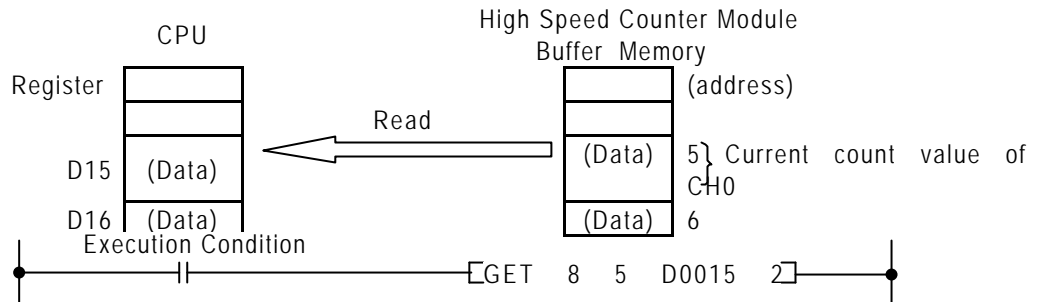 CPU
High Speed Counter Module
Buffer Memory
Register
(address)
Read
(Data) 5 Current count value of
CH0
D15 (Data)
D16 (Data)
(Data) 6
Execution Condition
GET 8 5 D0015 2